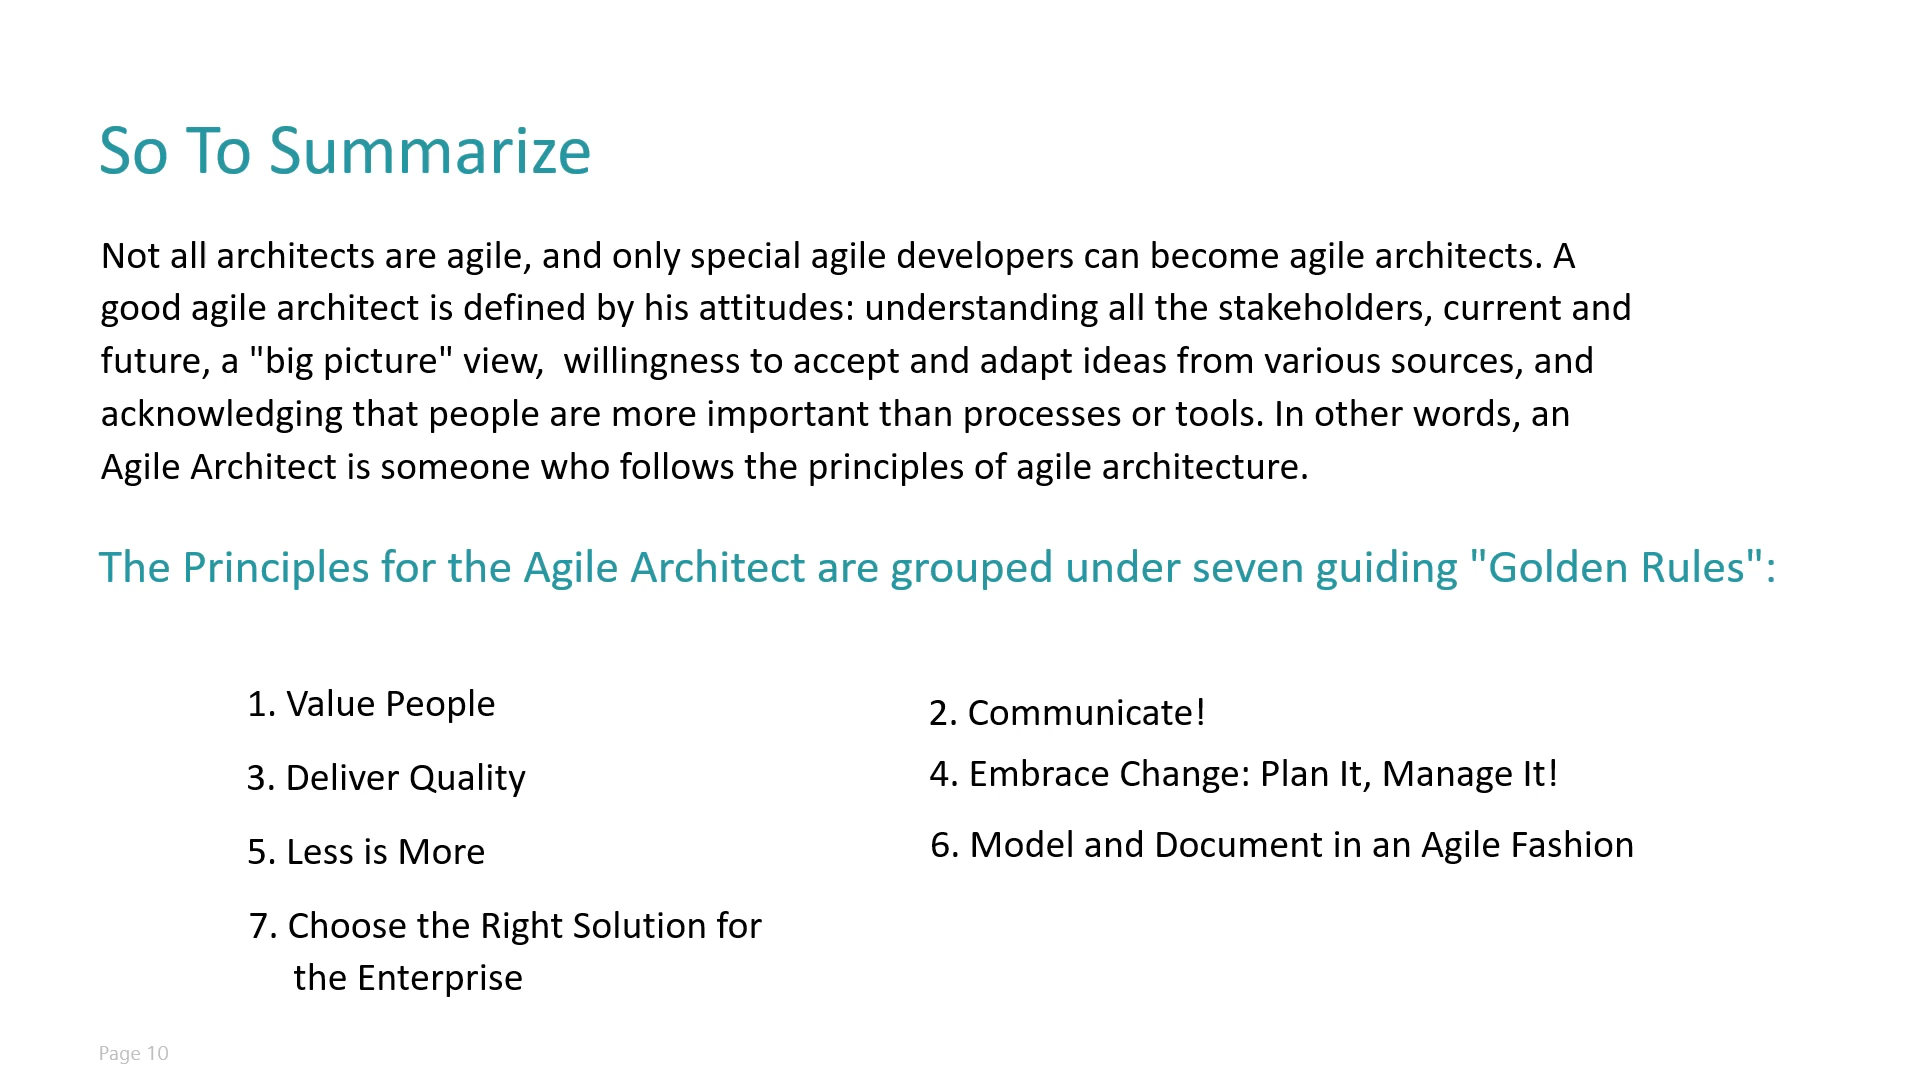 So To Summarize
Not all architects are agile, and only special agile developers can become agile architects. A
good agile architect is defined by his attitudes: understanding all the stakeholders, current and
future, a "big picture" view,  willingness to accept and adapt ideas from various sources, and
acknowledging that people are more important than processes or tools. In other words, an
Agile Architect is someone who follows the principles of agile architecture.
The Principles for the Agile Architect are grouped under seven guiding "Golden Rules":
1. Value People
2. Communicate!
3. Deliver Quality
4. Embrace Change: Plan It, Manage It!
5. Less is More
6. Model and Document in an Agile Fashion
7. Choose the Right Solution for
the Enterprise
Page 10